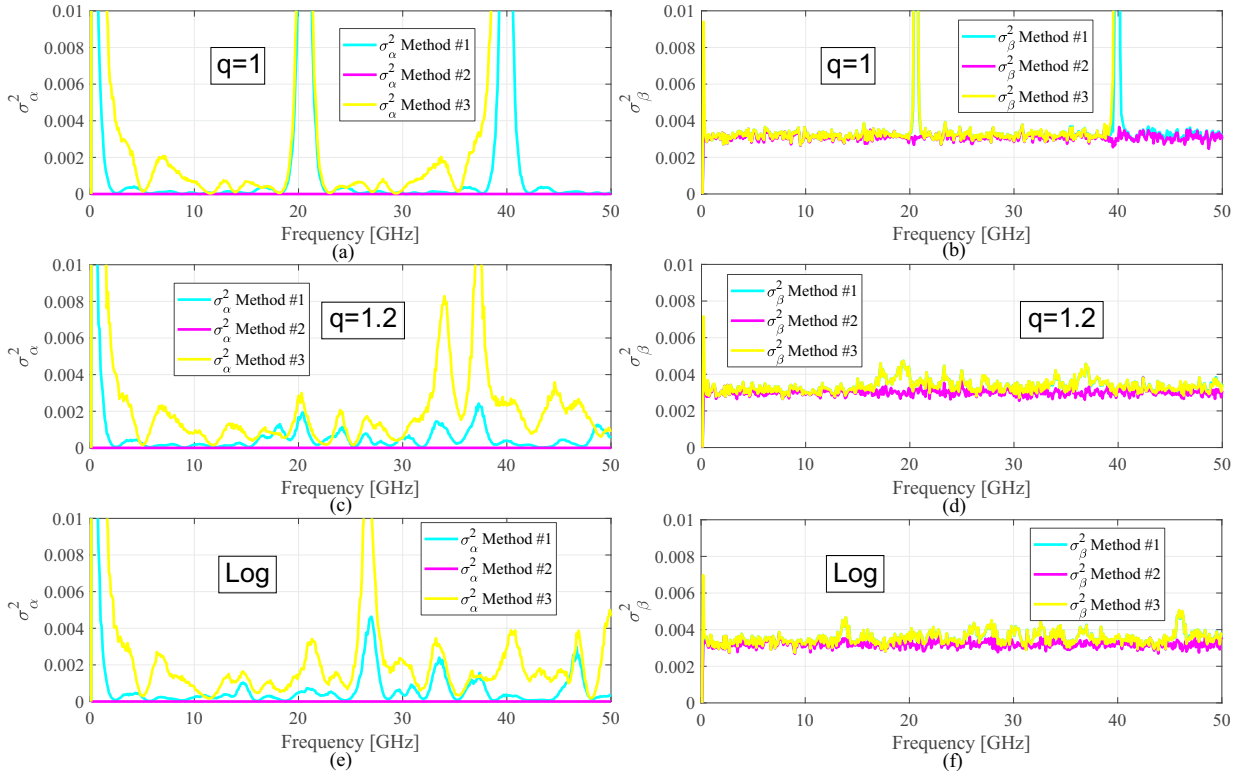 0.01
0.008
0.006
0.004
0.002
0
σ²α
q=1
σ²α Method #1
σ²α Method #2
σ²α Method #3
0 10 20 30 40 50
Frequency [GHz]
(a)
0.01
0.008
0.006
0.004
0.002
0
σ²β
q=1
σ²β Method #1
σ²β Method #2
σ²β Method #3
0 10 20 30 40 50
Frequency [GHz]
(b)
0.01
0.008
0.006
0.004
0.002
0
σ²α
σ²α Method #1
σ²α Method #2
σ²α Method #3
q=1.2
0 10 20 30 40 50
Frequency [GHz]
(c)
0.01
0.008
0.006
0.004
0.002
0
σ²β
σ²β Method #1
σ²β Method #2
σ²β Method #3
q=1.2
0 10 20 30 40 50
Frequency [GHz]
(d)
0.01
0.008
0.006
0.004
0.002
0
σ²α
Log
σ²α Method #1
σ²α Method #2
σ²α Method #3
0 10 20 30 40 50
Frequency [GHz]
(e)
0.01
0.008
0.006
0.004
0.002
0
σ²β
Log
σ²β Method #1
σ²β Method #2
σ²β Method #3
0 10 20 30 40 50
Frequency [GHz]
(f)